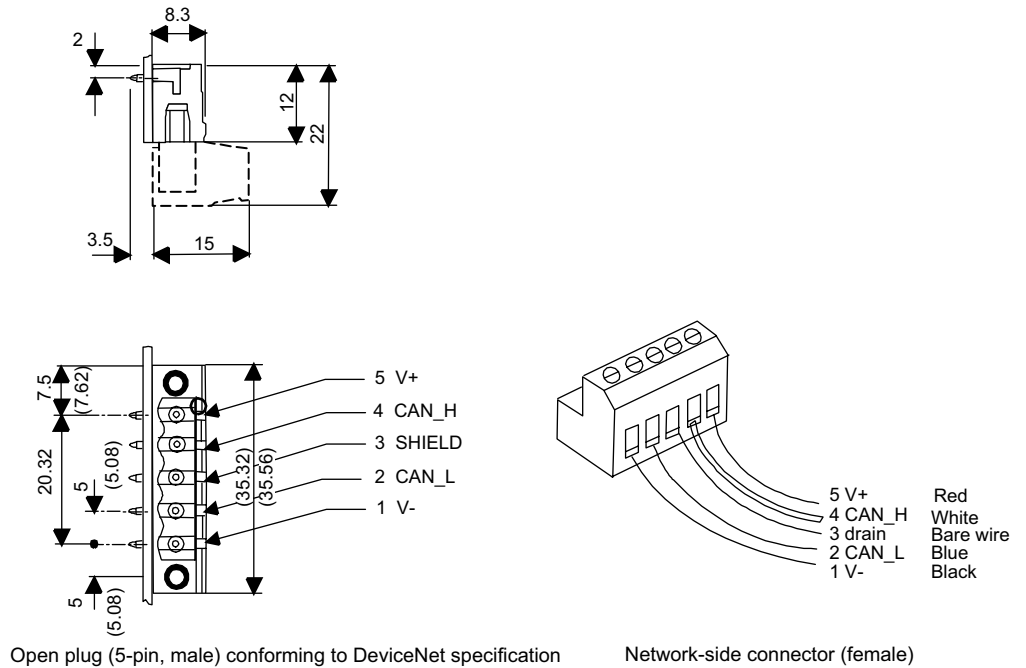 8.3
2
12
22
3.5
15
7.5
(7.62)
5 V+
4 CAN_H
3 SHIELD
2 CAN_L
1 V-
20.32
(5.08)
5
(35.32)
(35.56)
5
(5.08)
5 V+ Red
4 CAN_H White
3 drain Bare wire
2 CAN_L Blue
1 V- Black
Open plug (5-pin, male) conforming to DeviceNet specification
Network-side connector (female)